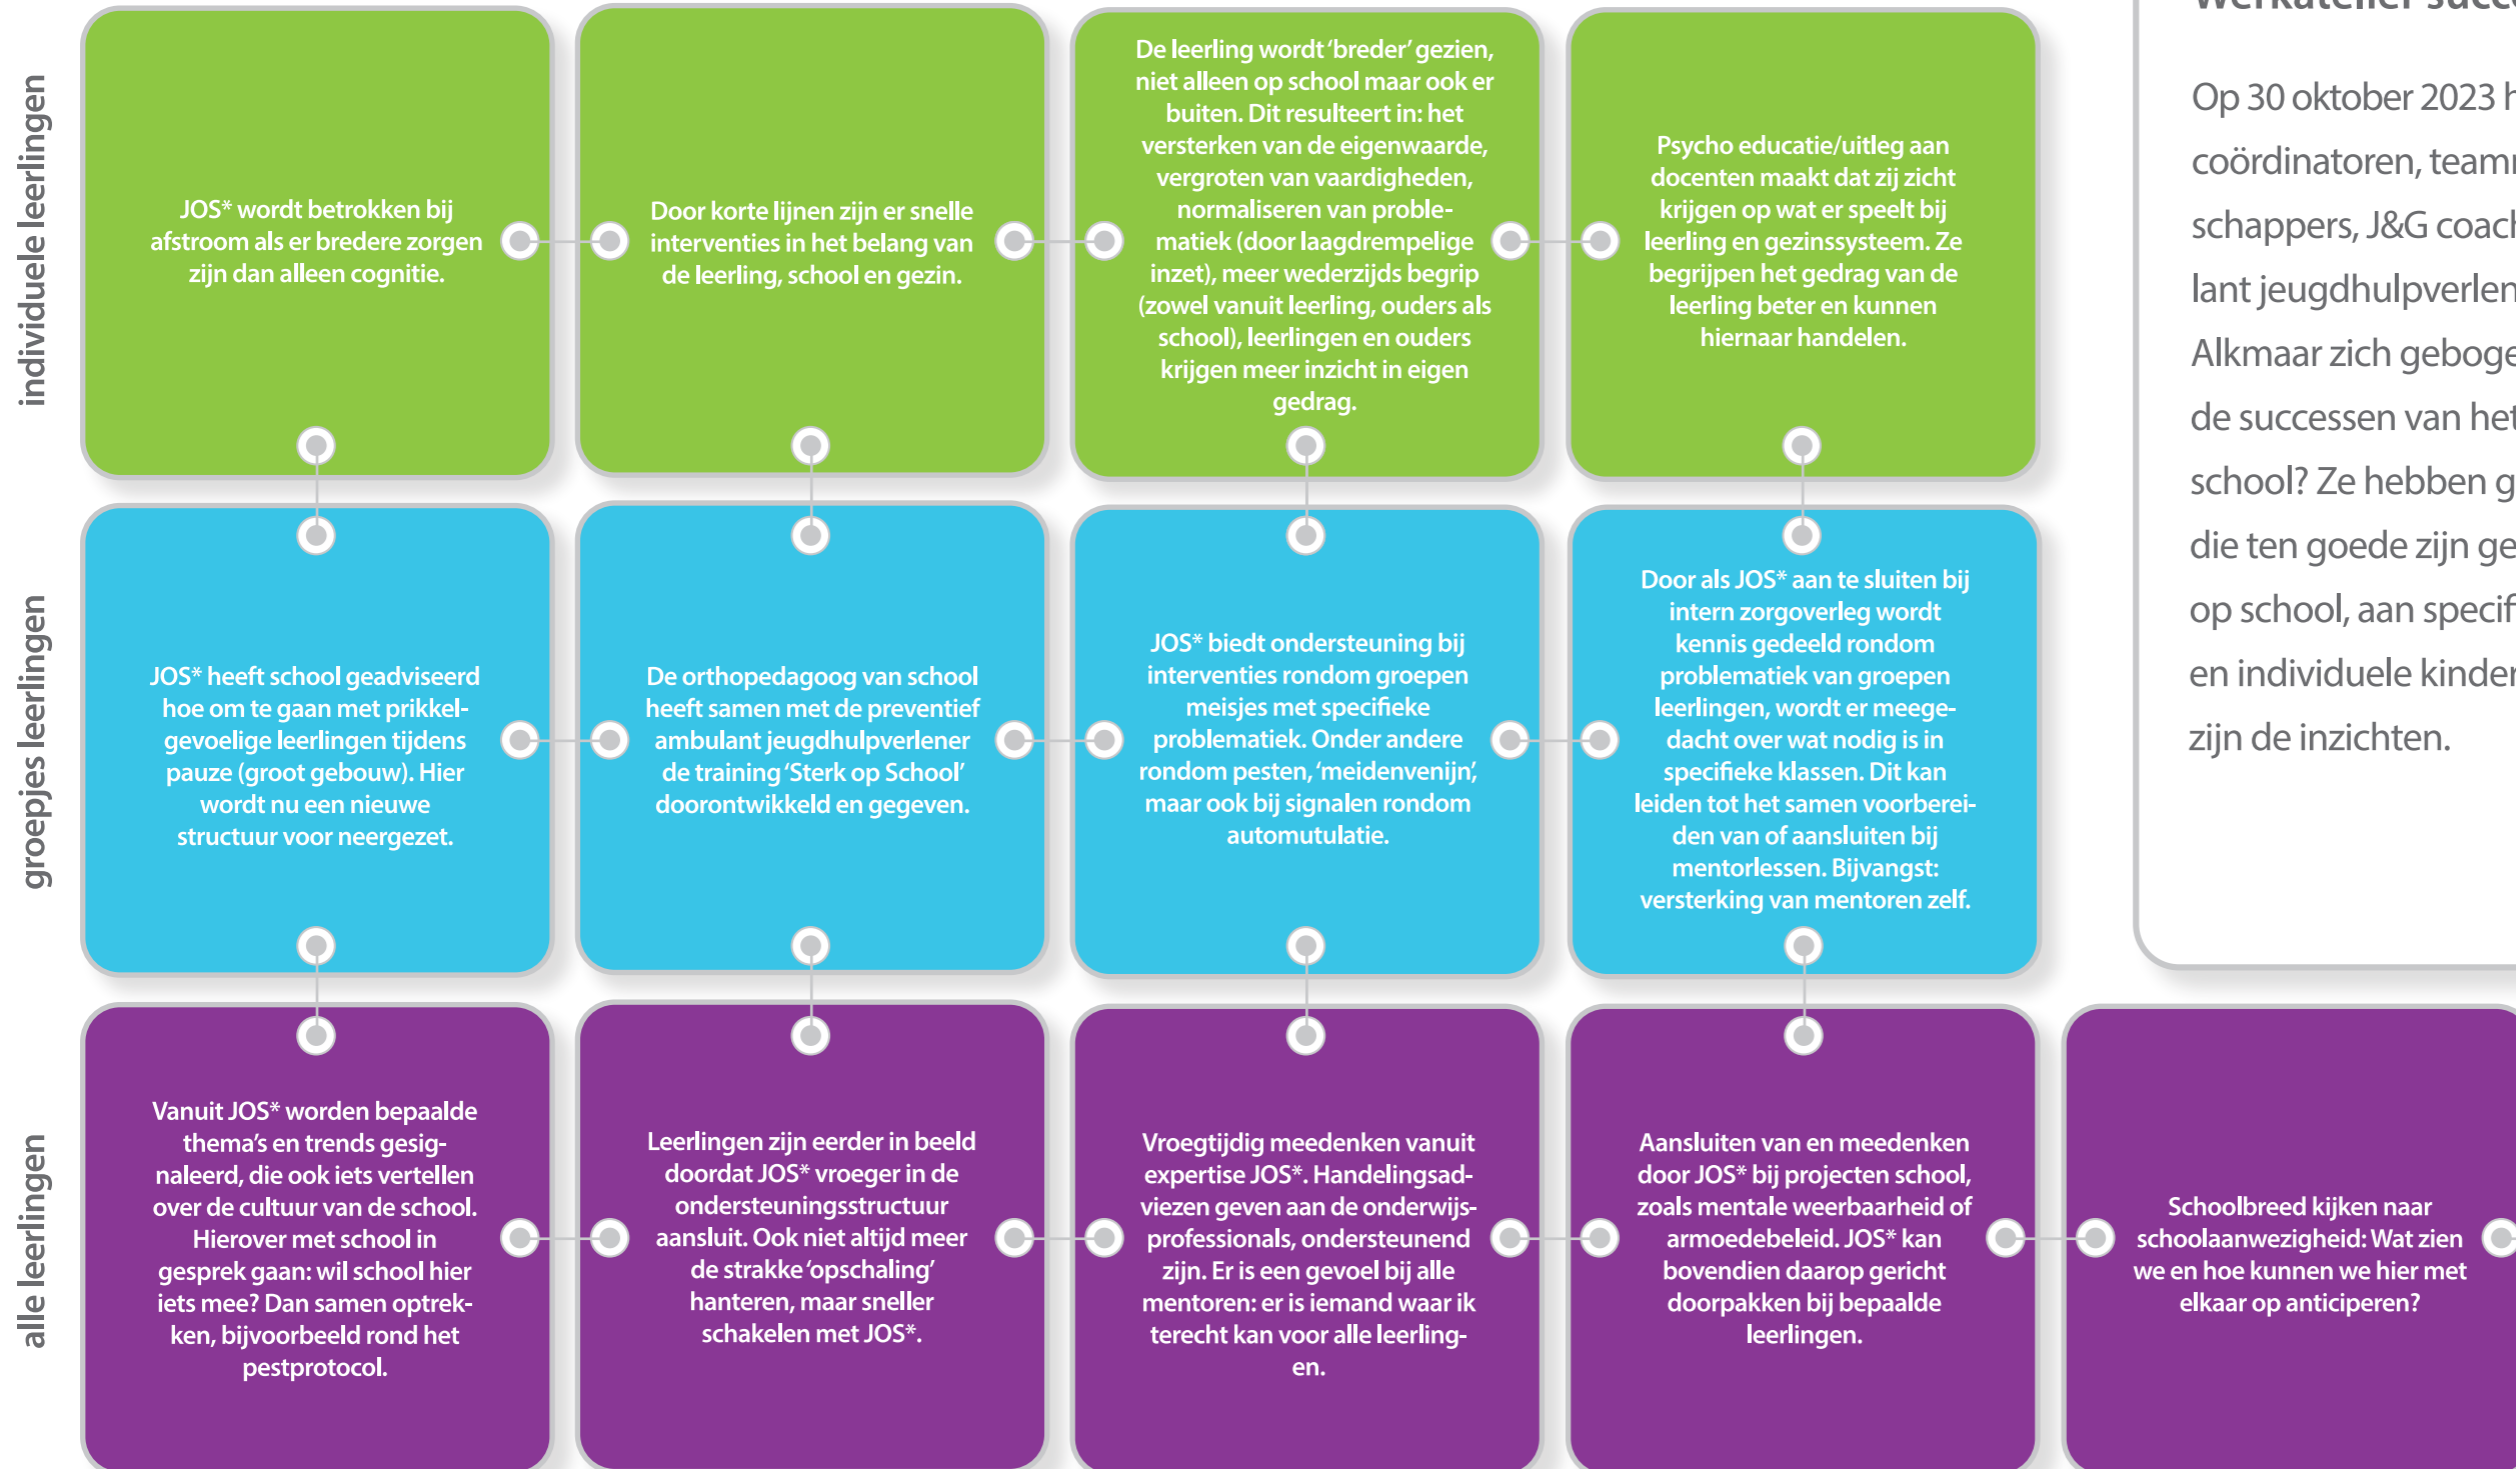 individuele leerlingen
JOS* wordt betrokken bij
afstroom als er bredere zorgen
zijn dan alleen cognitie.
Door korte lijnen zijn er snelle
interventies in het belang van
de leerling, school en gezin.
De leerling wordt ‘breder’ gezien,
niet alleen op school maar ook er
buiten. Dit resulteert in: het
versterken van de eigenwaarde,
vergroten van vaardigheden,
normaliseren van proble-
matiek (door laagdrempelige
inzet), meer wederzijds begrip
(zowel vanuit leerling, ouders als
school), leerlingen en ouders
krijgen meer inzicht in eigen
gedrag.
Psycho educatie/uitleg aan
docenten maakt dat zij zicht
krijgen op wat er speelt bij
leerling en gezinssysteem. Ze
begrijpen het gedrag van de
leerling beter en kunnen
hiernaar handelen.
groepjes leerlingen
JOS* heeft school geadviseerd
hoe om te gaan met prikkel-
gevoelige leerlingen tijdens
pauze (groot gebouw). Hier
wordt nu een nieuwe
structuur voor neergezet.
De orthopedagoog van school
heeft samen met de preventief
ambulant jeugdhulpverlener
de training ‘Sterk op School’
doorontwikkeld en gegeven.
JOS* biedt ondersteuning bij
interventies rondom groepen
meisjes met specifieke
problematiek. Onder andere
rondom pesten, ‘meidenvenijn’,
maar ook bij signalen rondom
automutulatie.
Door als JOS* aan te sluiten bij
intern zorgoverleg wordt
kennis gedeeld rondom
problematiek van groepen
leerlingen, wordt er meege-
dacht over wat nodig is in
specifieke klassen. Dit kan
leiden tot het samen voorberei-
den van of aansluiten bij
mentorlessen. Bijvangst:
versterking van mentoren zelf.
alle leerlingen
Vanuit JOS* worden bepaalde
thema’s en trends gesig-
naleerd, die ook iets vertellen
over de cultuur van de school.
Hierover met school in
gesprek gaan: wil school hier
iets mee? Dan samen optrek-
ken, bijvoorbeeld rond het
pestprotocol.
Leerlingen zijn eerder in beeld
doordat JOS* vroeger in de
ondersteuningsstructuur
aansluit. Ook niet altijd meer
de strakke ‘opschaling’
hanteren, maar sneller
schakelen met JOS*.
Vroegtijdig meedenken vanuit
expertise JOS*. Handelingsad-
viezen geven aan de onderwijs-
professionals, ondersteunend
zijn. Er is een gevoel bij alle
mentoren: er is iemand waar ik
terecht kan voor alle leerling-
en.
Aansluiten van en meedenken
door JOS* bij projecten school,
zoals mentale weerbaarheid of
armoedebeleid. JOS* kan
bovendien daarop gericht
doorpakken bij bepaalde
leerlingen.
Schoolbreed kijken naar
schoolaanwezigheid: Wat zien
we en hoe kunnen we hier met
elkaar op anticiperen?
Werkatelier succ
Op 30 oktober 2023 h
coördinatoren, team
schappers, J&G coach
lant jeugdhulpverlen
Alkmaar zich geboge
de successen van het
school? Ze hebben g
die ten goede zijn ge
op school, aan specifi
en individuele kinder
zijn de inzichten.